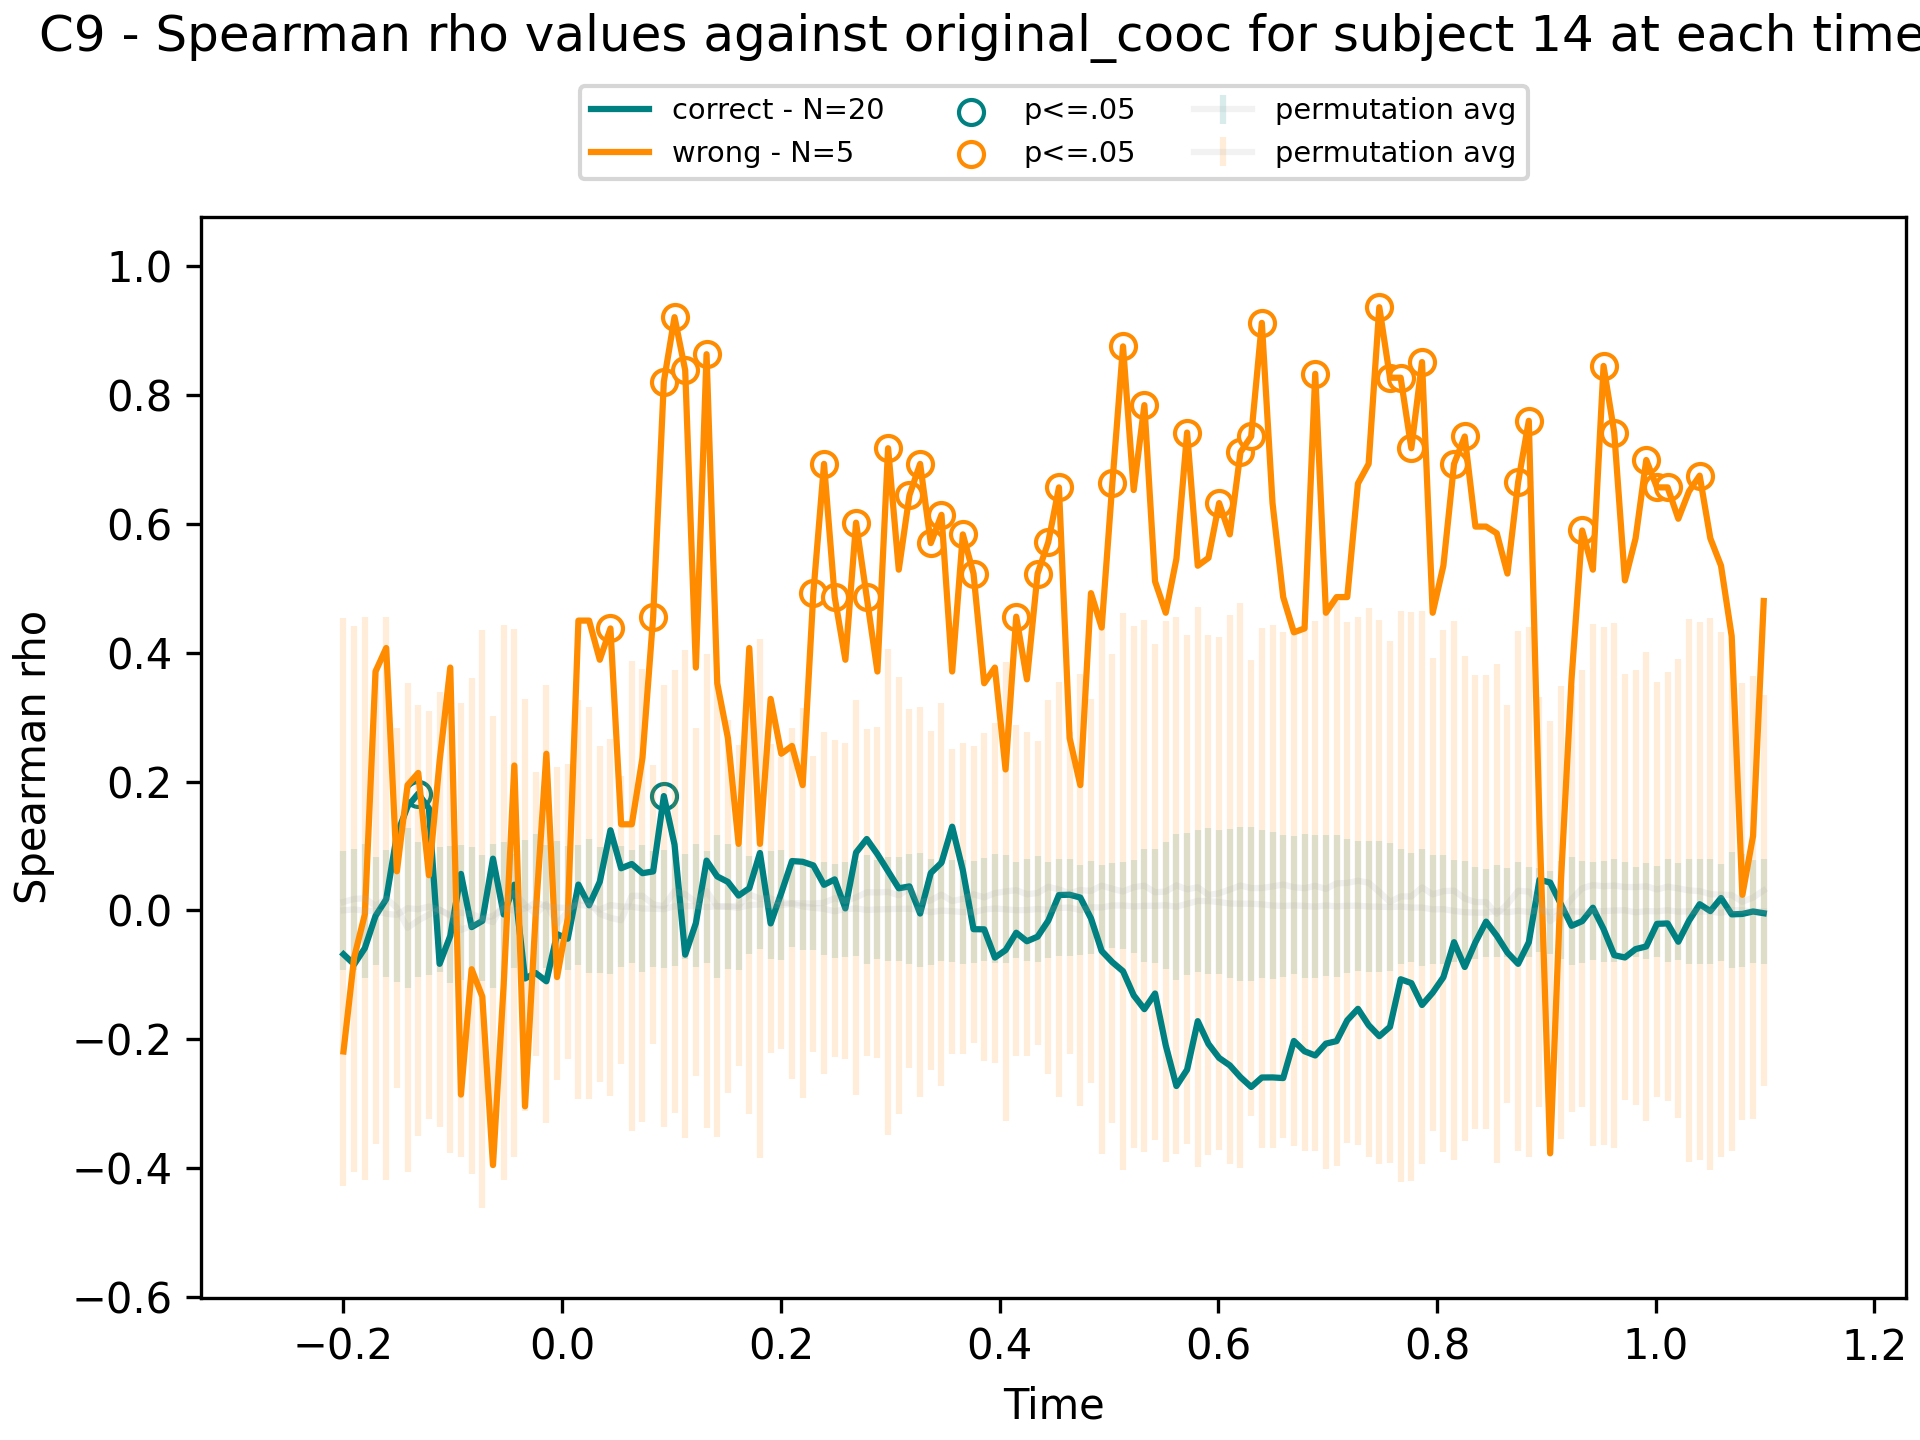 C9 - Spearman rho values against original_cooc for subject 14 at each time
correct - N=20 p<=.05 permutation avg
wrong - N=5 p<=.05 permutation avg
1.0
0.8
0.6
0.4
0.2
0.0
−0.2
−0.4
−0.6
Spearman rho
−0.2 0.0 0.2 0.4 0.6 0.8 1.0 1.2
Time